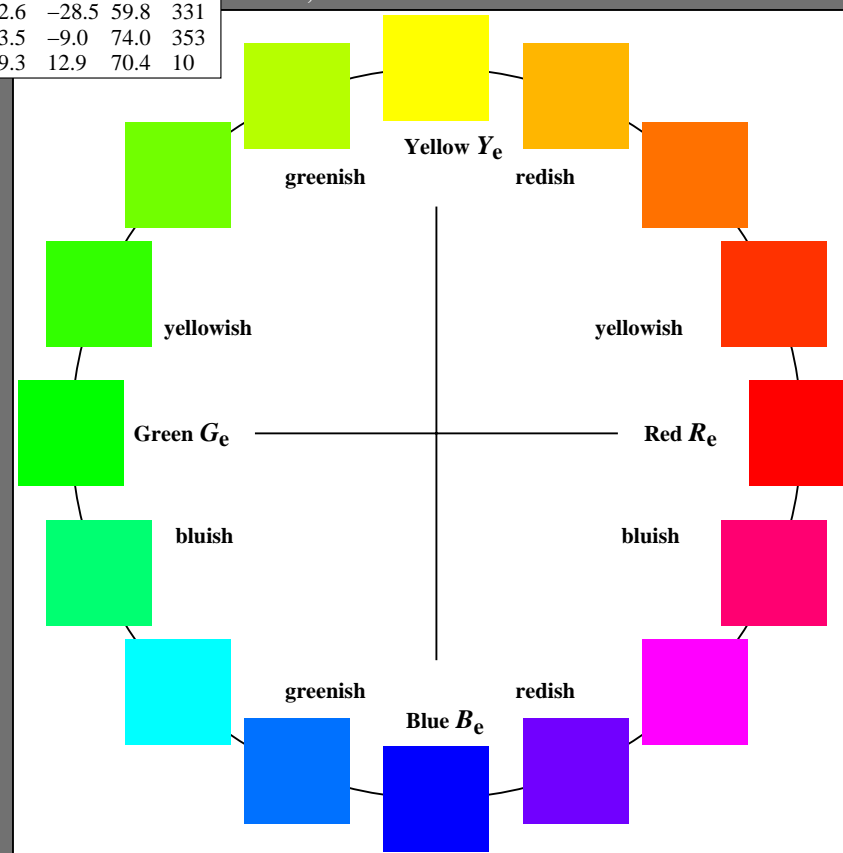 2.6 –28.5 59.8 331
3.5 –9.0 74.0 353
9.3 12.9 70.4 10
Yellow Yₑ
greenish redish
yellowish yellowish
Green Gₑ Red Rₑ
bluish bluish
greenish redish
Blue Bₑ